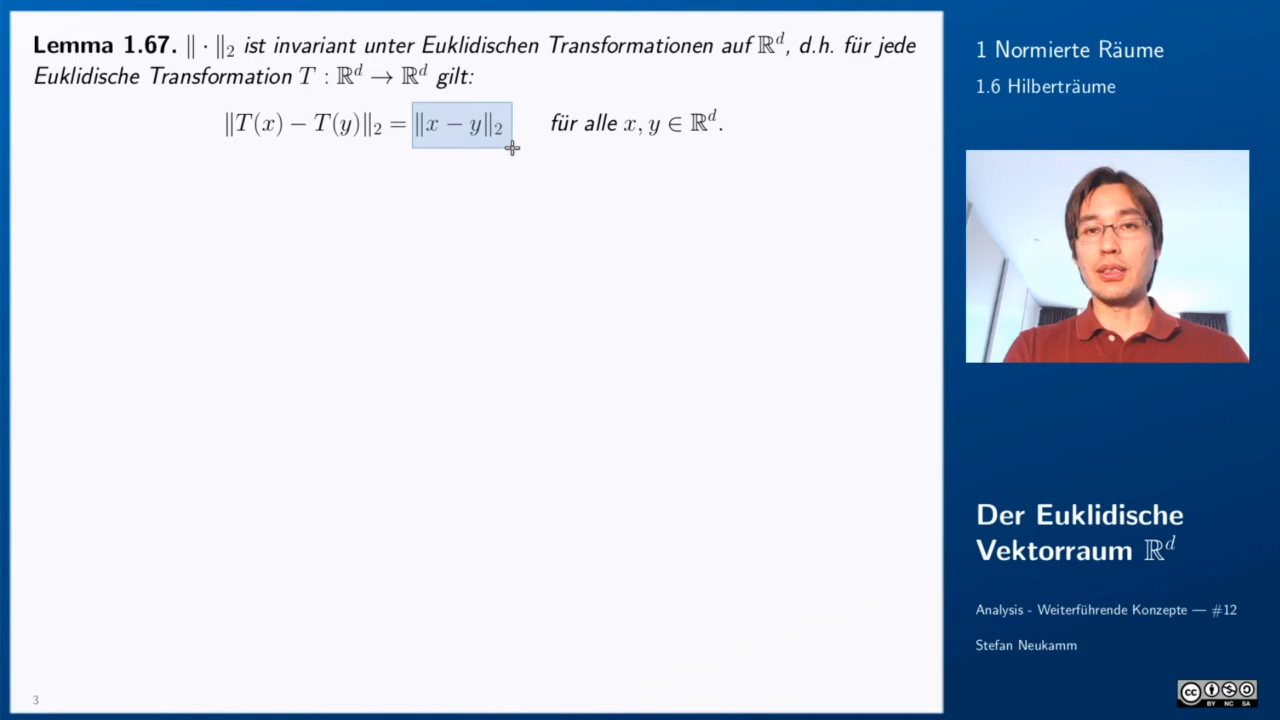 Lemma 1.67. ‖ · ‖₂ ist invariant unter Euklidischen Transformationen auf ℝᵈ, d.h. für jede
Euklidische Transformation T : ℝᵈ → ℝᵈ gilt:
‖T(x) − T(y)‖₂ = ‖x − y‖₂ für alle x, y ∈ ℝᵈ.
3
1 Normierte Räume
1.6 Hilberträume
Der Euklidische
Vektorraum ℝᵈ
Analysis - Weiterführende Konzepte — #12
Stefan Neukamm
cc
BY NC SA